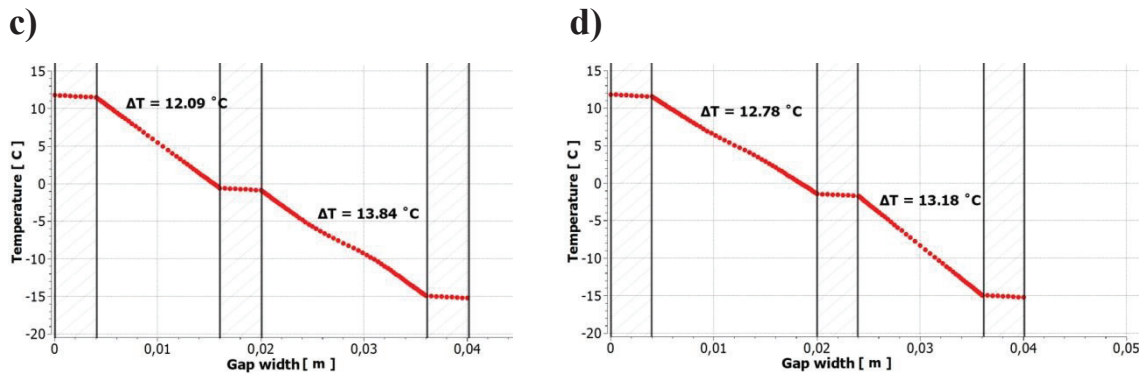 c)
15
10
5
0
-5
-10
-15
-20
Temperature [ C ]
ΔT = 12.09 °C
ΔT = 13.84 °C
0
0,01
0,02
0,03
0,04
Gap width [ m ]
d)
15
10
5
0
-5
-10
-15
-20
Temperature [ C ]
ΔT = 12.78 °C
ΔT = 13.18 °C
0
0,01
0,02
0,03
0,04
0,05
Gap width [ m ]